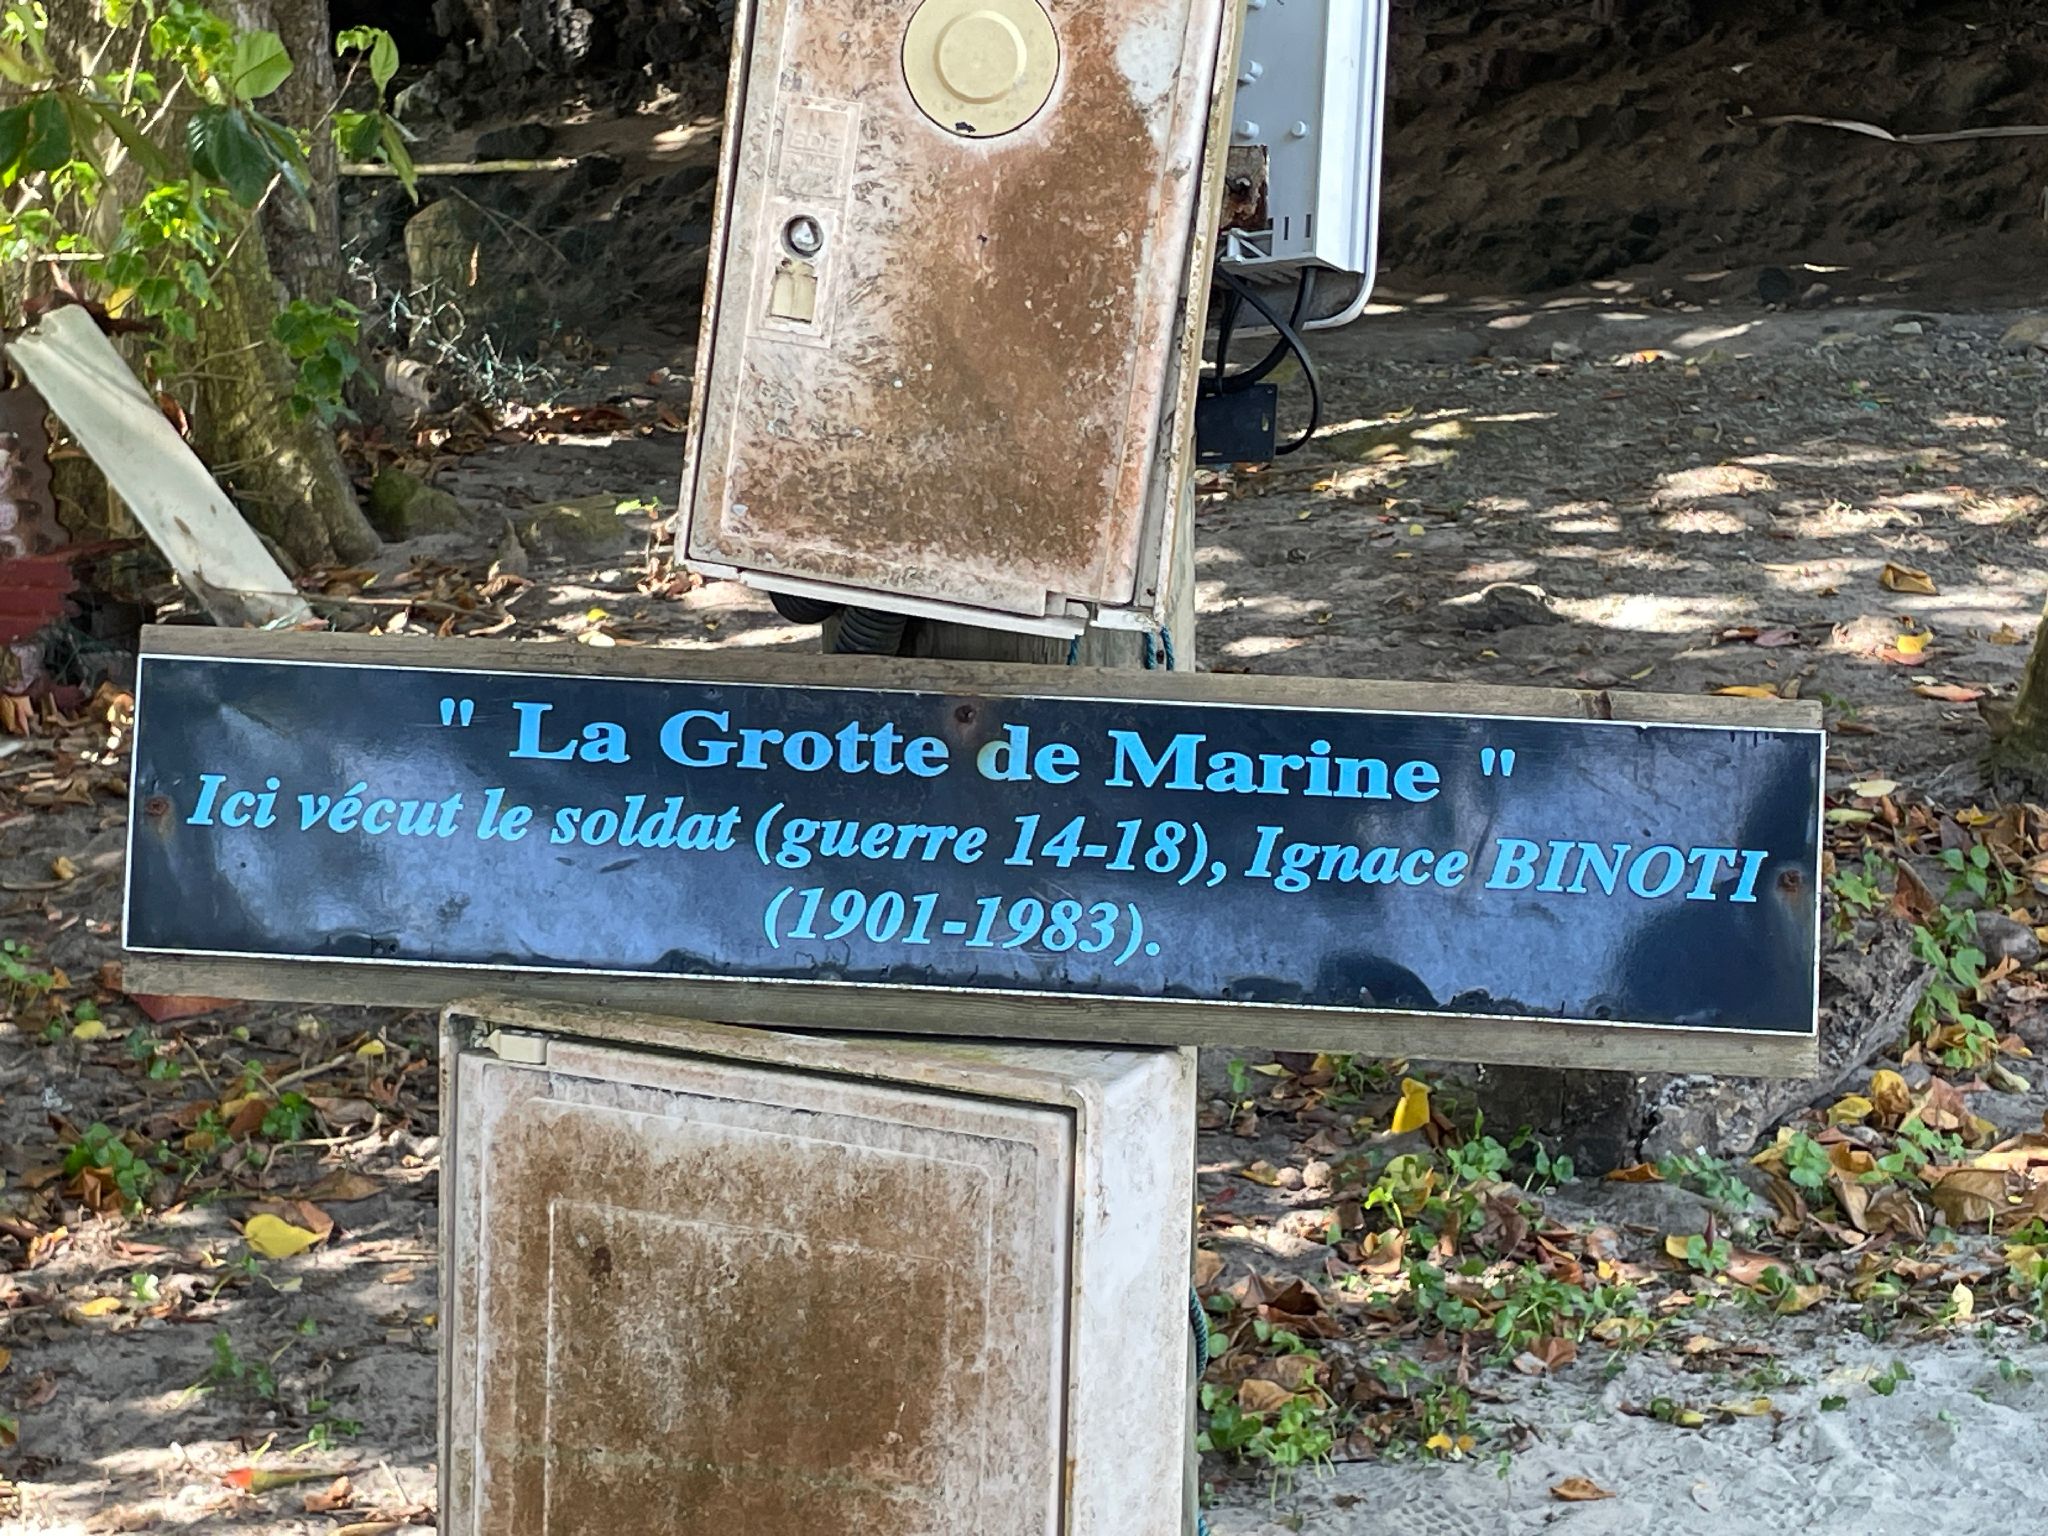 " La Grotte de Marine "
Ici vécut le soldat (guerre 14-18), Ignace BINOTI
(1901-1983).